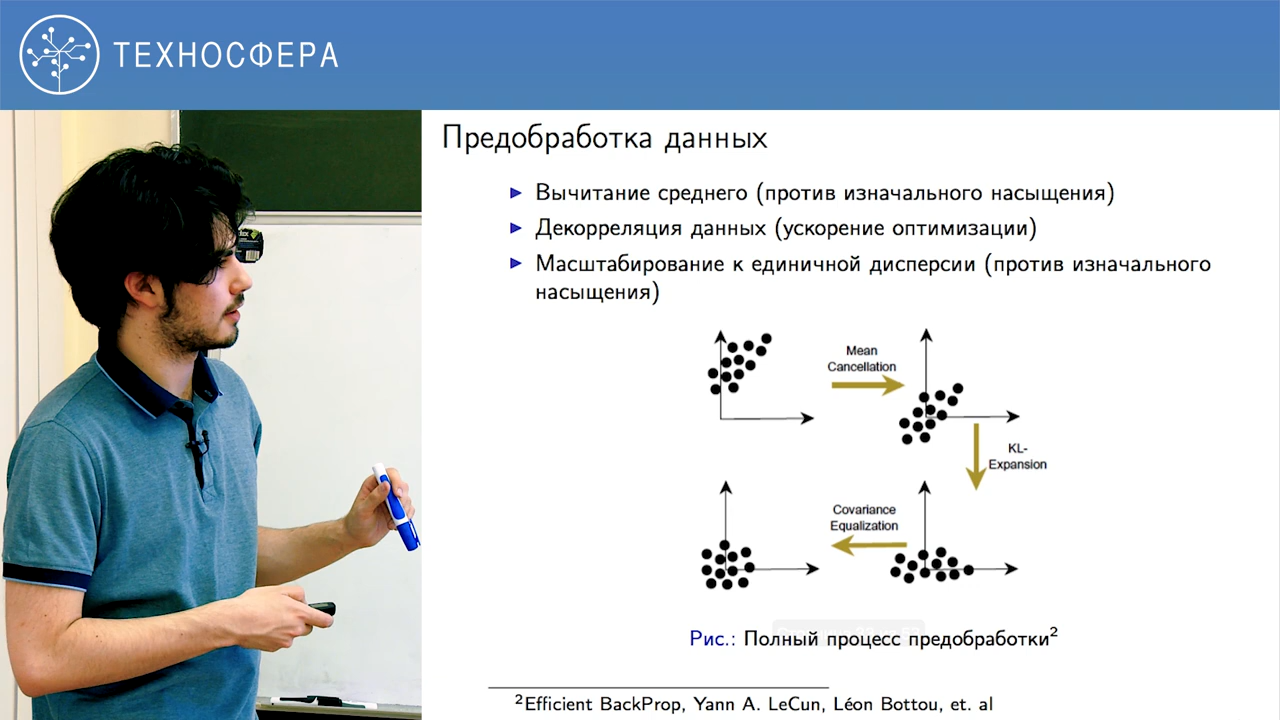 ТЕХНОСФЕРА
Предобработка данных
Вычитание среднего (против изначального насыщения)
Декорреляция данных (ускорение оптимизации)
Масштабирование к единичной дисперсии (против изначального
насыщения)
Mean
Cancellation
KL-
Expansion
Covariance
Equalization
Рис.: Полный процесс предобработки²
²Efficient BackProp, Yann A. LeCun, Léon Bottou, et. al